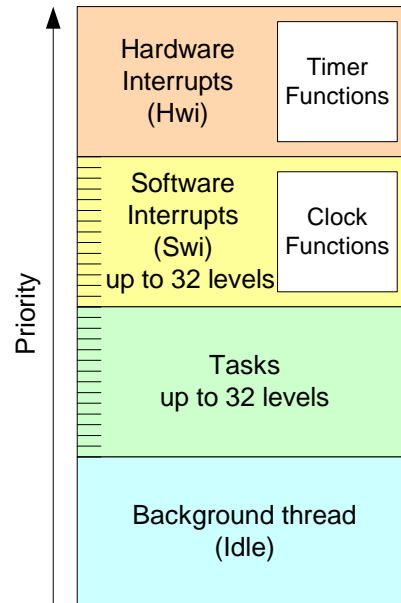 Priority
Hardware
Interrupts
(Hwi)
Timer
Functions
Software
Interrupts
(Swi)
up to 32 levels
Clock
Functions
Tasks
up to 32 levels
Background thread
(Idle)